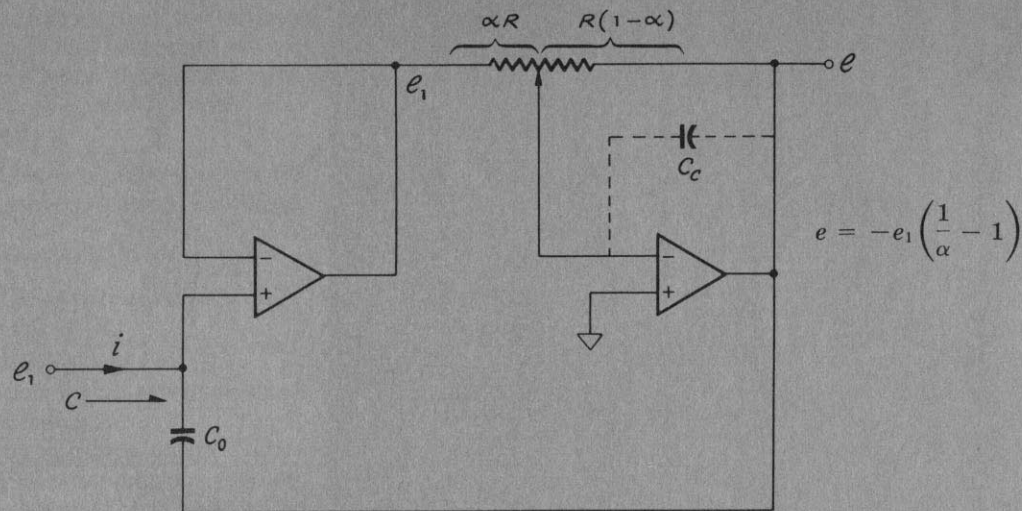 αR
R(1-α)
e₁
e
C_c
e = -e₁(1/α - 1)
-
+
-
+
i
e₁
C
C₀